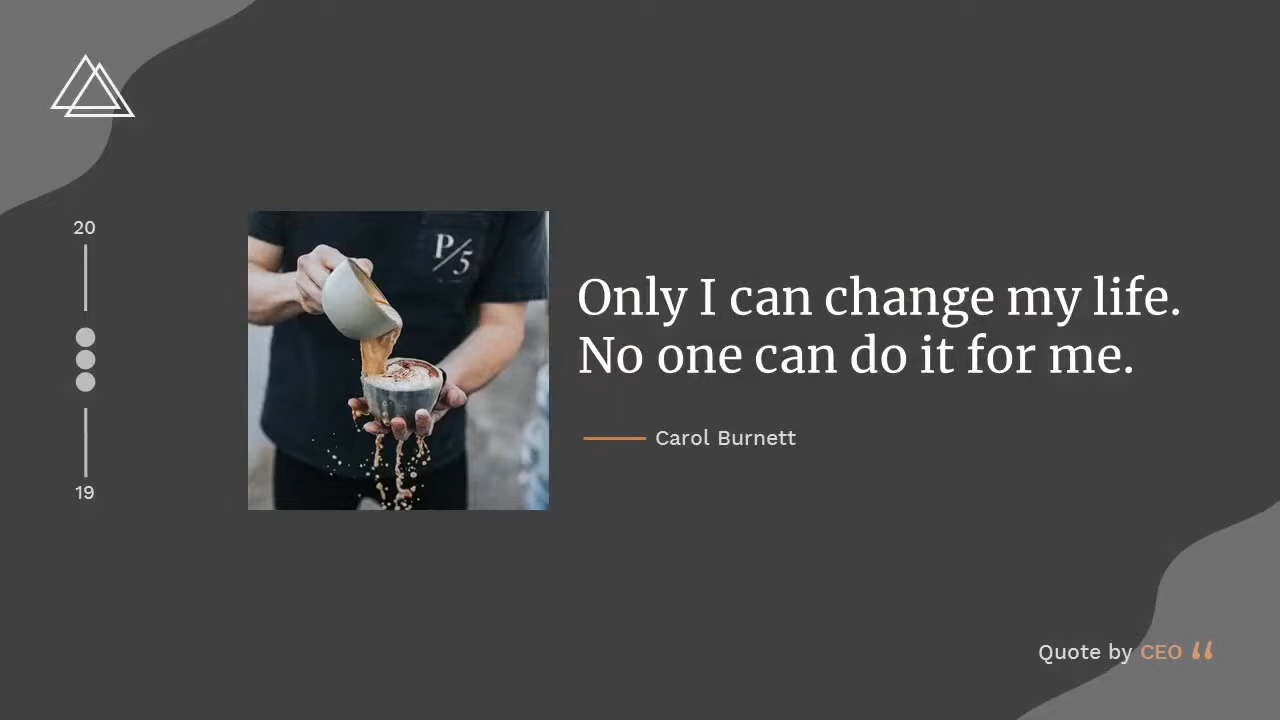 20
19
P/5
Only I can change my life.
No one can do it for me.
Carol Burnett
Quote by CEO “